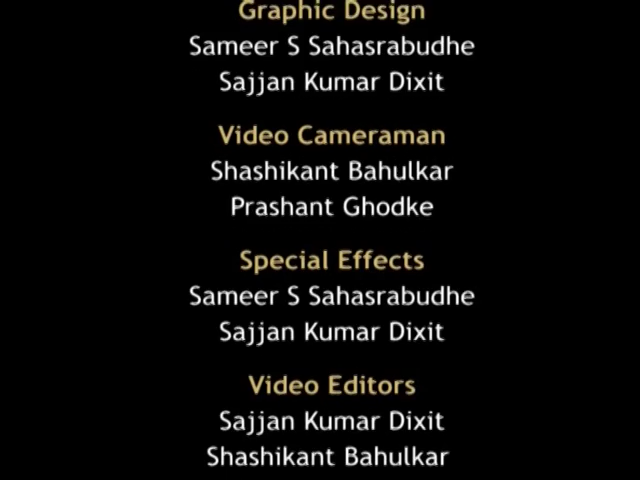 Graphic Design
Sameer S Sahasrabudhe
Sajjan Kumar Dixit
Video Cameraman
Shashikant Bahulkar
Prashant Ghodke
Special Effects
Sameer S Sahasrabudhe
Sajjan Kumar Dixit
Video Editors
Sajjan Kumar Dixit
Shashikant Bahulkar